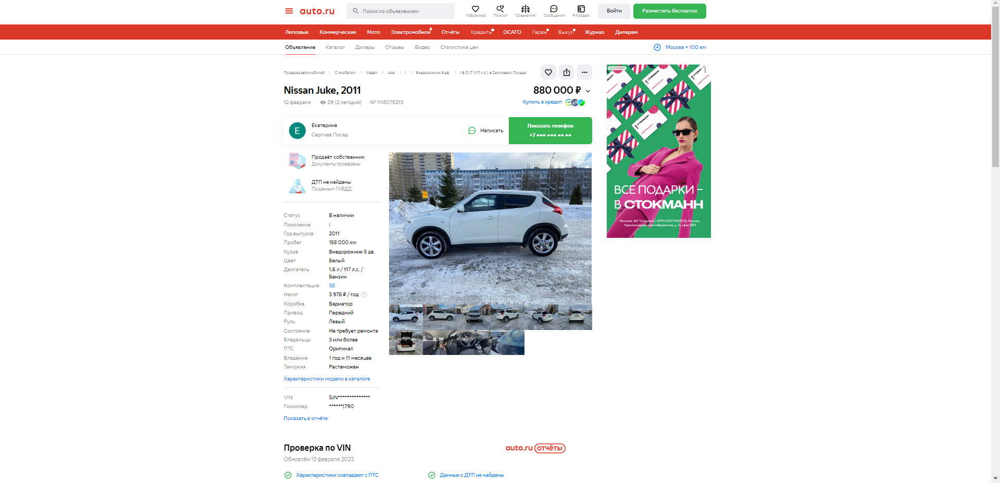 auto.ru
Поиск по объявлениям
Избранное
Поиски
Сравнения
Сообщения
Я продаю
Войти
Разместить бесплатно
Легковые
Коммерческие
Мото
Электромобили
Отчёты
Кредиты
ОСАГО
Гараж
Выкуп
Журнал
Дилерам
Объявление
Каталог
Дилеры
Отзывы
Видео
Статистика цен
Москва + 100 км
Продажа автомобилей
С пробегом
Nissan
Juke
I
Внедорожник 5 дв.
1.6 CVT (117 л.с.) в Сергиевом Посаде
Nissan Juke, 2011
880 000 ₽
12 февраля
29 (2 сегодня)
№ 1118078213
Купить в кредит
E
Екатерина
Сергиев Посад
Написать
Показать телефон
+7 ●●● ●●● ●● ●●
Продаёт собственник
Документы проверены
ДТП не найдены
По данным ГИБДД
Статус В наличии
Поколение I
Год выпуска 2011
Пробег 158 000 км
Кузов Внедорожник 5 дв.
Цвет Белый
Двигатель 1.6 л / 117 л.с. /
Бензин
Комплектация SE
Налог 3 978 ₽ / год
Коробка Вариатор
Привод Передний
Руль Левый
Состояние Не требует ремонта
Владельцы 3 или более
ПТС Оригинал
Владение 1 год и 11 месяцев
Таможня Растаможен
Характеристики модели в каталоге
VIN SJN**************
Госномер ******|790
Показать в отчёте
Проверка по VIN
auto.ru отчёты
Обновлён 13 февраля 2023
Характеристики совпадают с ПТС
Данные о ДТП не найдены
РЕКЛАМА
СТОКМАНН
ВСЕ ПОДАРКИ –
В СТОКМАНН
Реклама. АО "Стокманн", ОГРН 1037717010228, Москва,
Краснопресненская набережная, д. 12, офис 1001